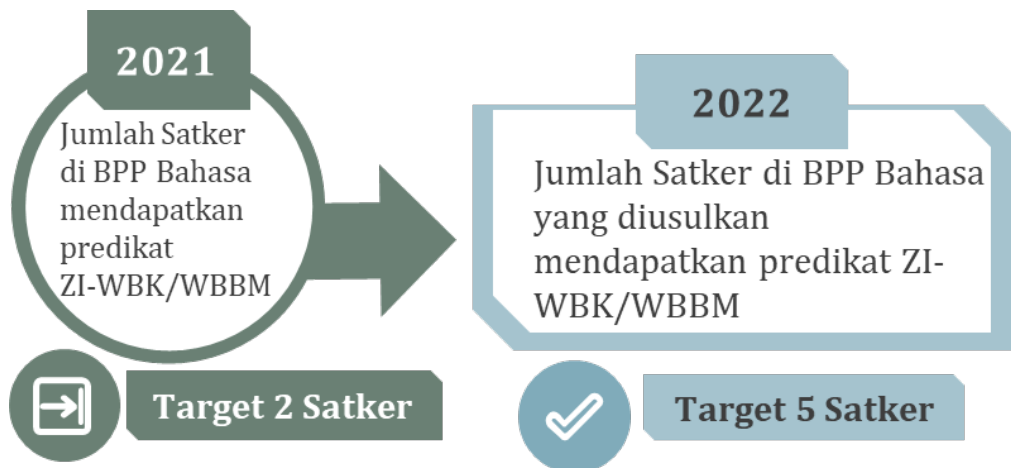 2021
Jumlah Satker
di BPP Bahasa
mendapatkan
predikat
ZI-WBK/WBBM
Target 2 Satker
2022
Jumlah Satker di BPP Bahasa
yang diusulkan
mendapatkan predikat ZI-
WBK/WBBM
Target 5 Satker